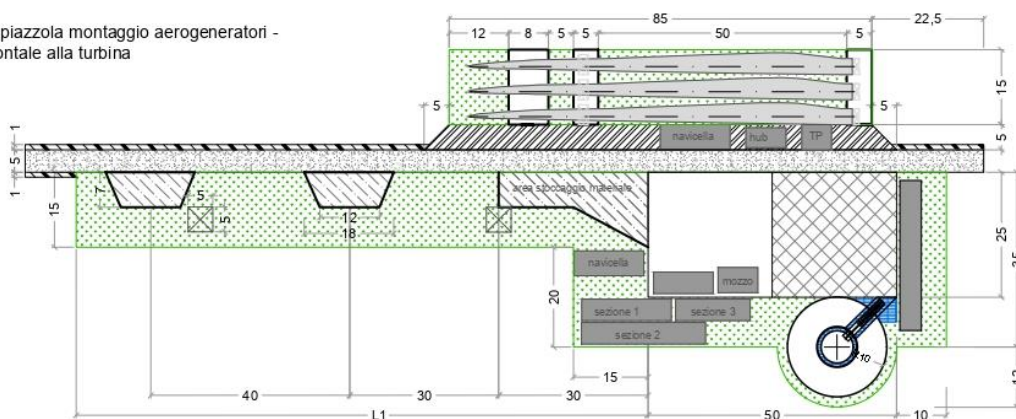 piazzola montaggio aerogeneratori -
ontale alla turbina
85
22,5
12
8
5
5
50
5
5
5
15
5
navicella
hub
TP
1
5
1
7
5
5
12
18
15
area stoccaggio materiale
25
35
navicella
mozzo
20
sezione 1
sezione 3
sezione 2
15
40
30
30
50
10
L1